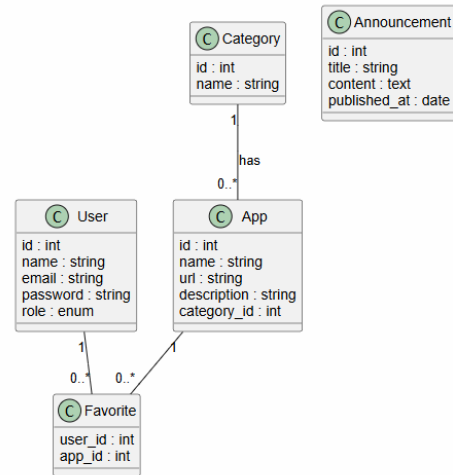 C Category
id : int
name : string
C Announcement
id : int
title : string
content : text
published_at : date
1
has
0..*
C User
id : int
name : string
email : string
password : string
role : enum
C App
id : int
name : string
url : string
description : string
category_id : int
1
1
0..*
0..*
C Favorite
user_id : int
app_id : int